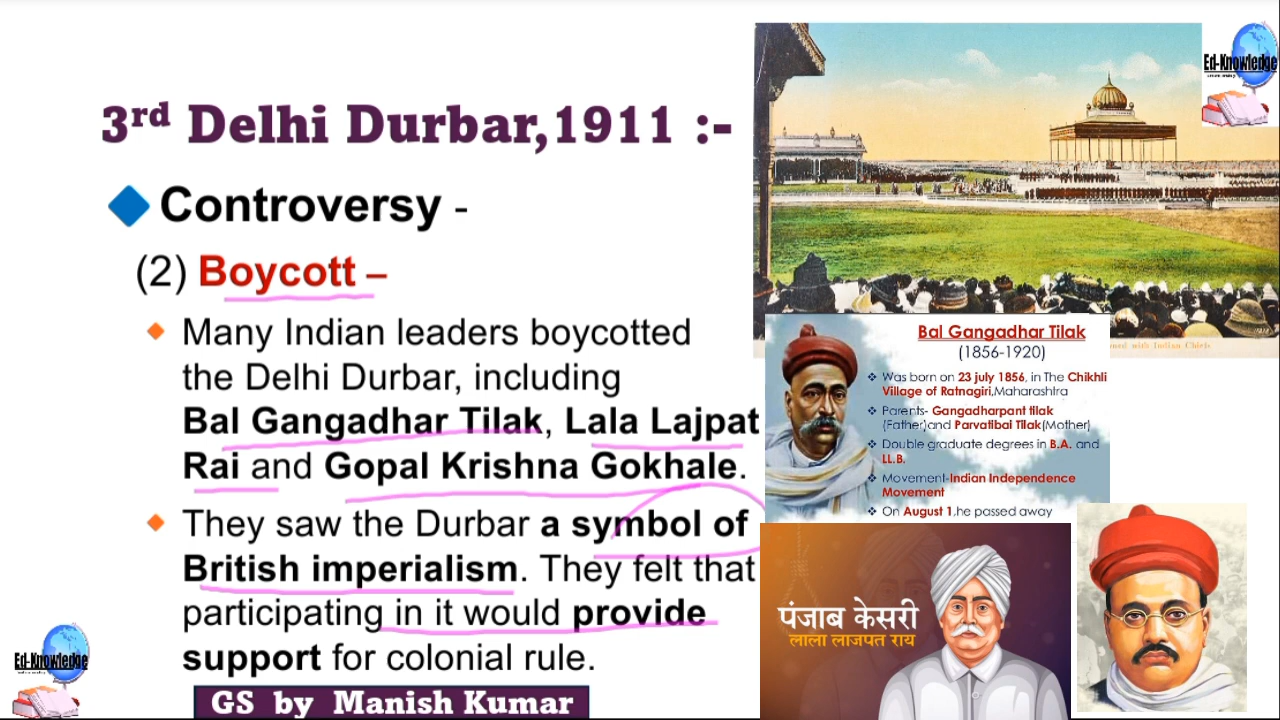 3rd Delhi Durbar,1911 :-
Controversy -
(2) Boycott –
Many Indian leaders boycotted
the Delhi Durbar, including
Bal Gangadhar Tilak, Lala Lajpat
Rai and Gopal Krishna Gokhale.
They saw the Durbar a symbol of
British imperialism. They felt that
participating in it would provide
support for colonial rule.
GS by Manish Kumar
Ed-Knowledge
Ed-Knowledge
with Indian Chiefs
Bal Gangadhar Tilak
(1856-1920)
Was born on 23 july 1856, in The Chikhli
Village of Ratnagiri,Maharashtra
Parents- Gangadharpant tilak
(Father)and Parvatibai Tilak(Mother)
Double graduate degrees in B.A. and
LL.B.
Movement-Indian Independence
Movement
On August 1,he passed away
पंजाब केसरी
लाला लाजपत राय